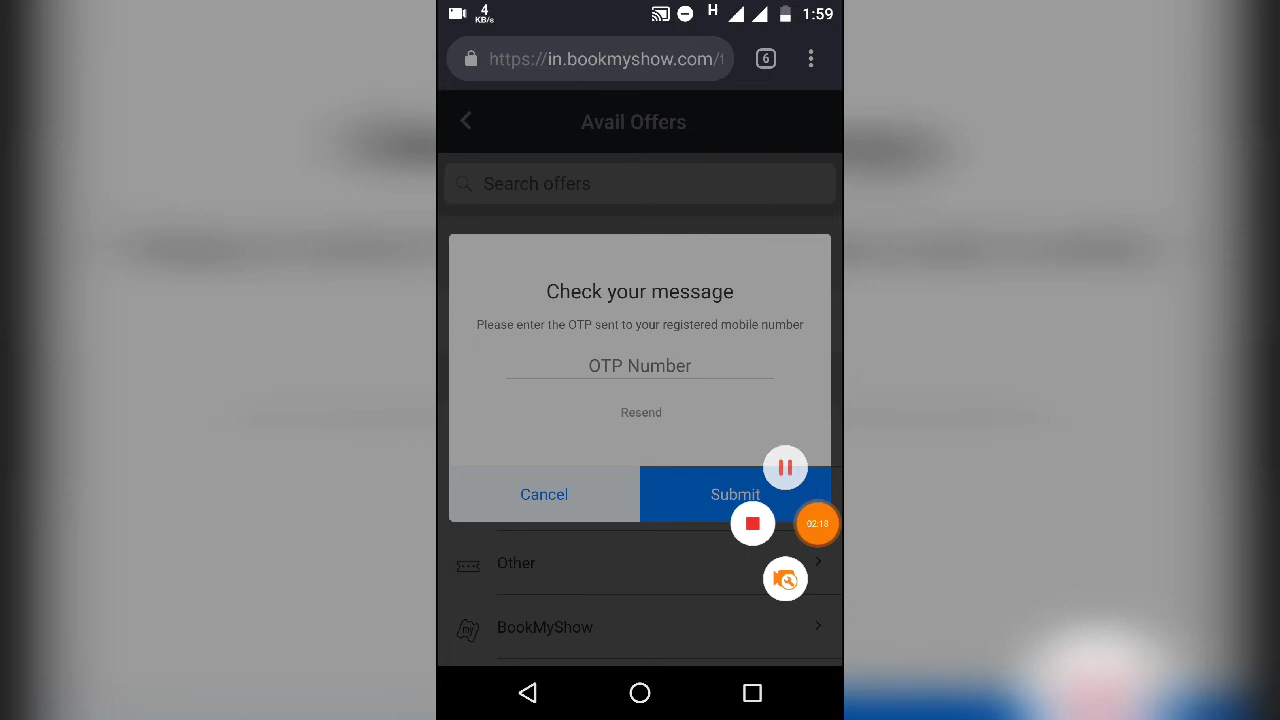 4
KB/s
H
1:59
https://in.bookmyshow.com/t
6
Avail Offers
Search offers
Check your message
Please enter the OTP sent to your registered mobile number
OTP Number
Resend
Cancel
Submit
02:18
Other
my
BookMyShow